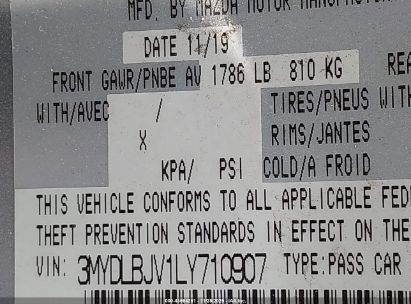 MFD. BY MAZDA MOTOR MANUFACTUR
DATE 11/19
FRONT GAWR/PNBE AV 1786 LB 810 KG REA
WITH/AVEC / TIRES/PNEUS WITH
X RIMS/JANTES
KPA/ PSI COLD/A FROID
THIS VEHICLE CONFORMS TO ALL APPLICABLE FED
THEFT PREVENTION STANDARDS IN EFFECT ON THE
VIN: 3MYDLBJV1LY710907 TYPE:PASS CAR